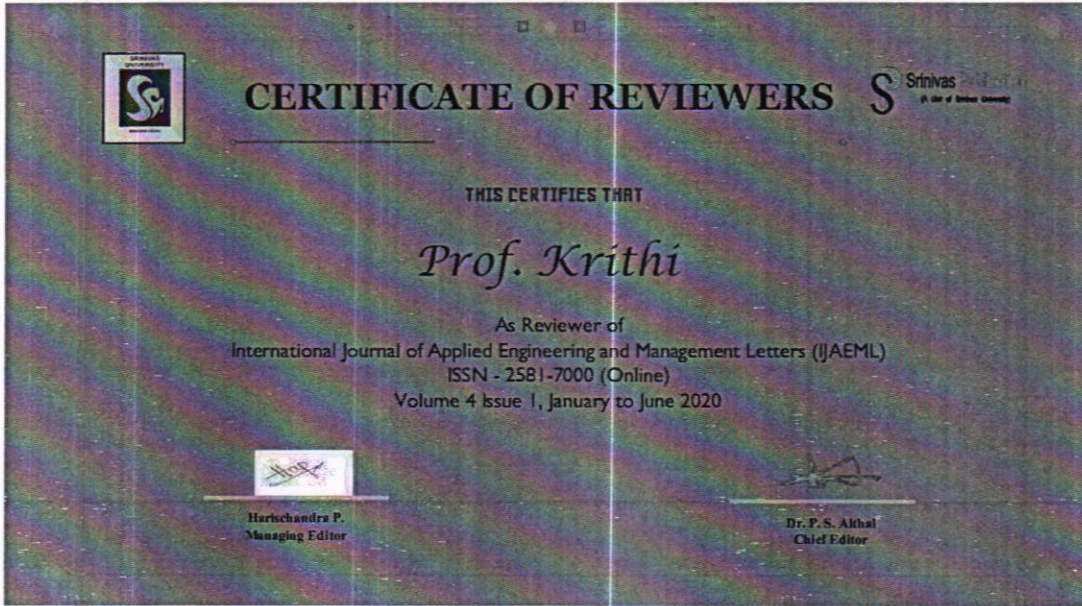 SRINIVAS
UNIVERSITY
CERTIFICATE OF REVIEWERS
Srinivas
THIS CERTIFIES THAT
Prof. Krithi
As Reviewer of
International Journal of Applied Engineering and Management Letters (IJAEML)
ISSN - 2581-7000 (Online)
Volume 4 Issue 1, January to June 2020
Harischandra P.
Managing Editor
Dr. P. S. Aithal
Chief Editor